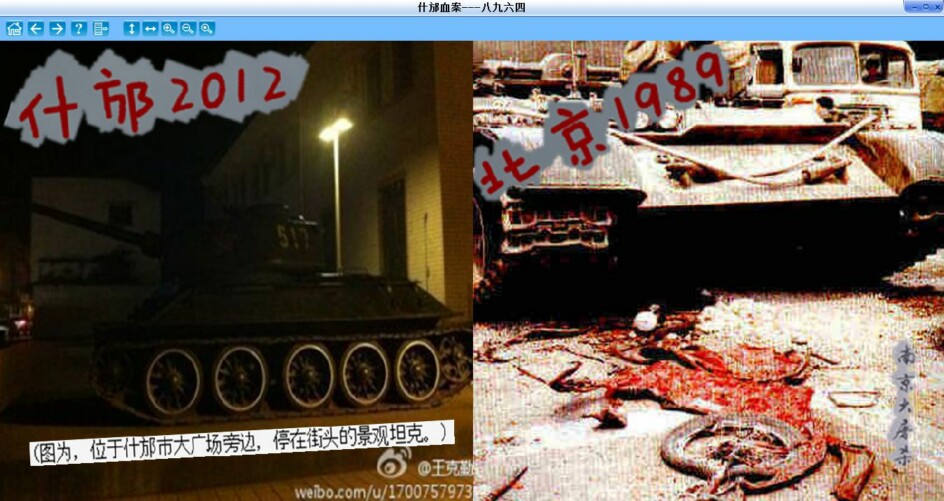 什邡血案---八九六四
什邡2012
北京1989
517
南京大屠杀
(图为，位于什邡市大广场旁边，停在街头的景观坦克。)
@王克勤
weibo.com/u/1700757973